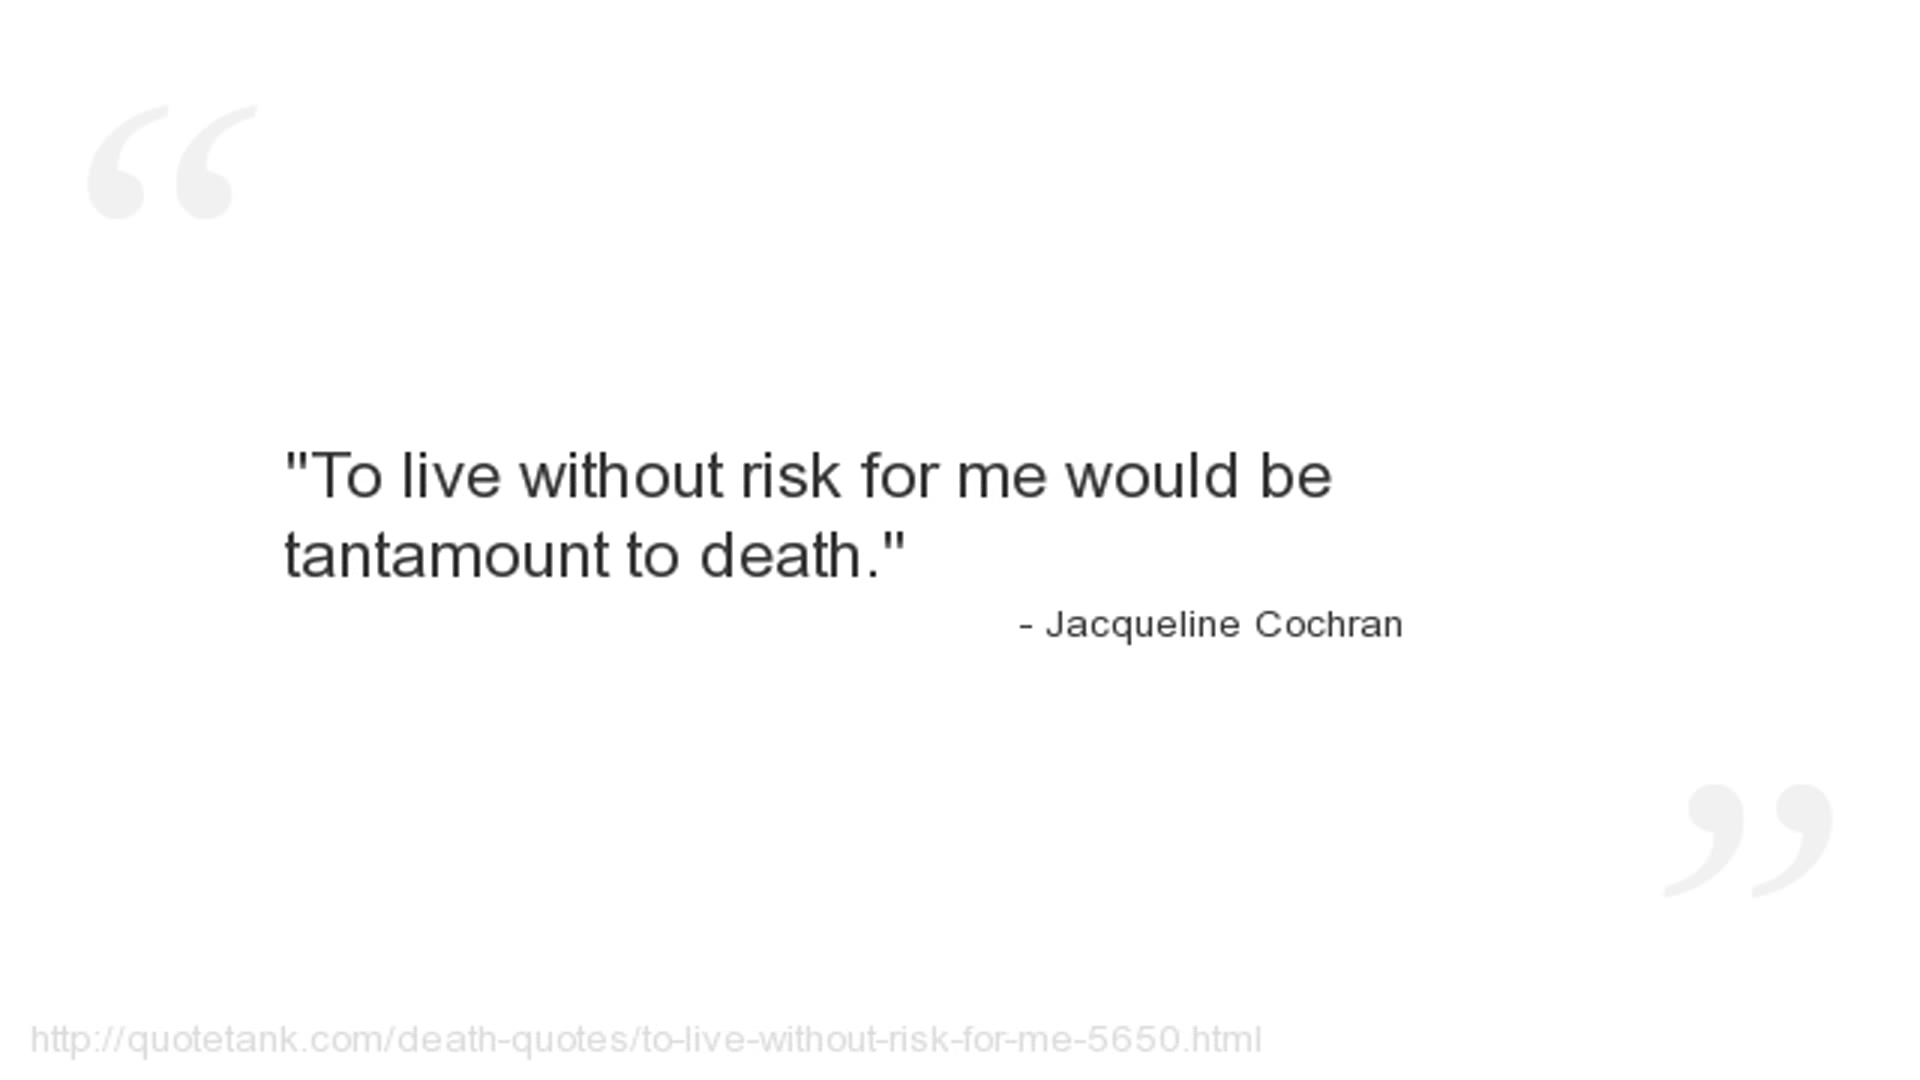 "To live without risk for me would be
tantamount to death."
- Jacqueline Cochran
http://quotetank.com/death-quotes/to-live-without-risk-for-me-5650.html